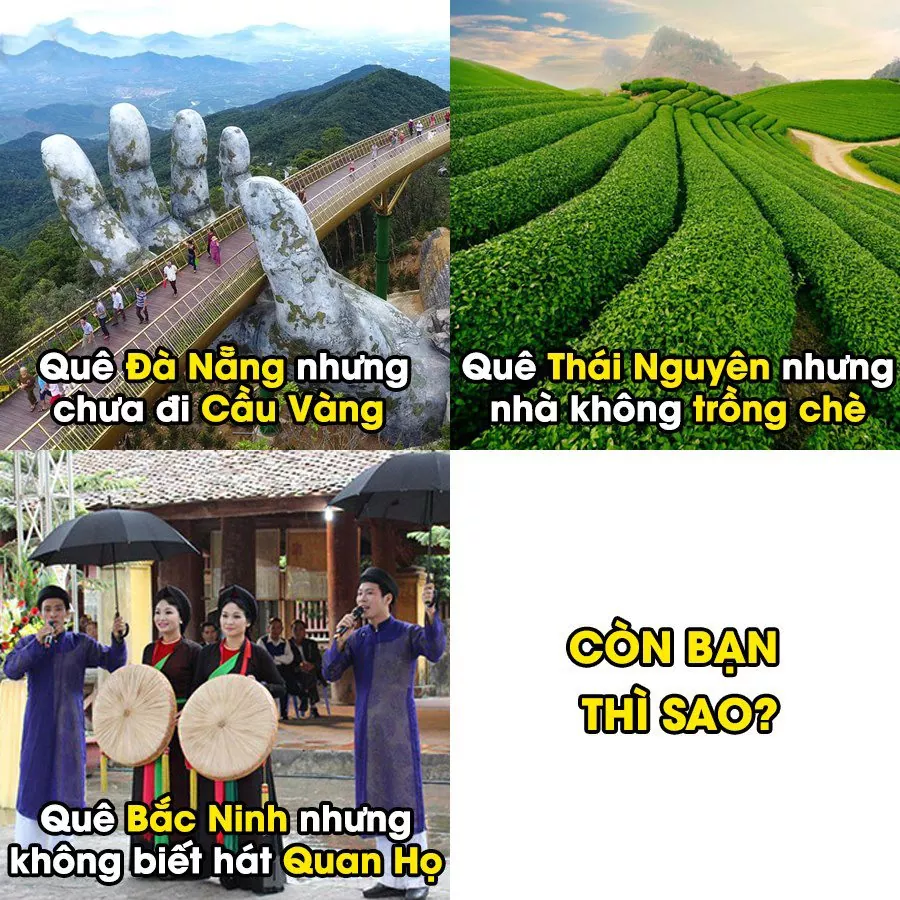 Quê Đà Nẵng nhưng
chưa đi Cầu Vàng
Quê Thái Nguyên nhưng
nhà không trồng chè
Quê Bắc Ninh nhưng
không biết hát Quan Họ
CÒN BẠN
THÌ SAO?